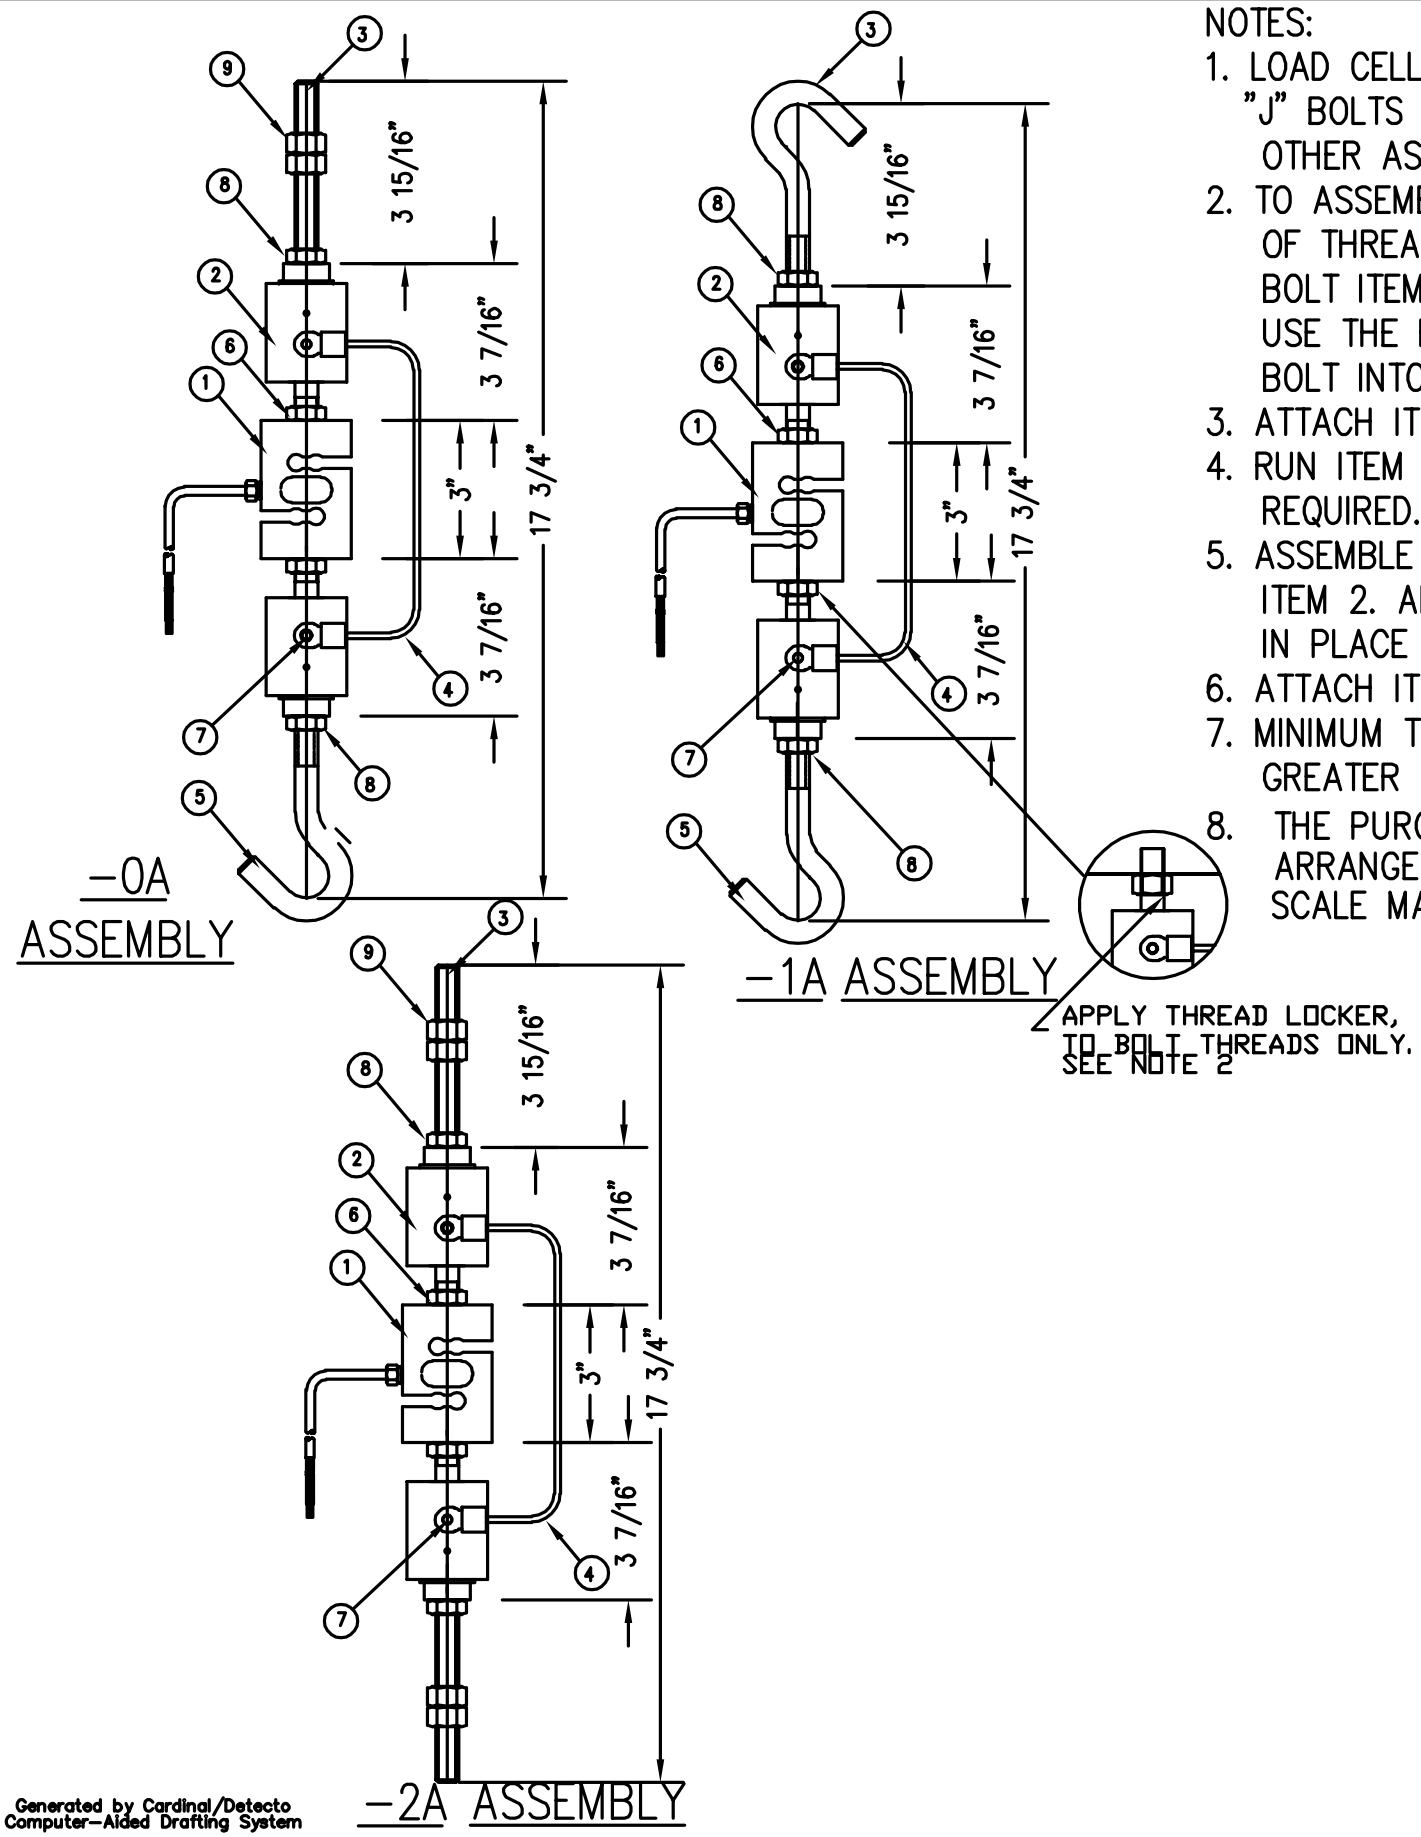 NOTES:
1. LOAD CELL
"J" BOLTS
OTHER AS
2. TO ASSEMB
OF THREA
BOLT ITEM
USE THE
BOLT INTO
3. ATTACH IT
4. RUN ITEM
REQUIRED.
5. ASSEMBLE
ITEM 2. A
IN PLACE
6. ATTACH IT
7. MINIMUM T
GREATER
8. THE PURC
ARRANGE
SCALE MA
3
9
8
2
6
1
7
5
4
8
3 15/16"
3 7/16"
3"
17 3/4"
3 7/16"
-0A
ASSEMBLY
3
8
2
6
1
7
5
4
8
3 15/16"
3 7/16"
3"
17 3/4"
3 7/16"
-1A ASSEMBLY
APPLY THREAD LOCKER,
TO BOLT THREADS ONLY.
SEE NOTE 2
3
9
8
2
6
1
7
4
3 15/16"
3 7/16"
3"
17 3/4"
3 7/16"
-2A ASSEMBLY
Generated by Cardinal/Detecto
Computer-Aided Drafting System